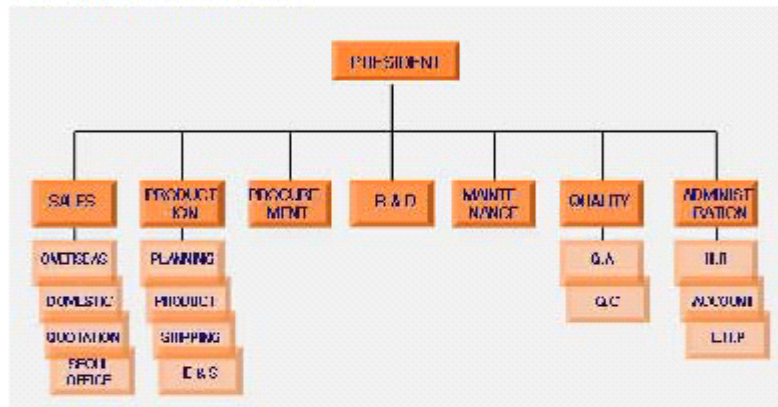 PRESIDENT
SALES
PRODUCT
ION
PROCURE
MENT
R & D
MAINTE
NANCE
QUALITY
ADMINIST
RATION
OVERSEAS
DOMESTIC
QUOTATION
SEOUL
OFFICE
PLANNING
PRODUCT
SHIPPING
Q.A
Q.C
H.R
ACCOUNT